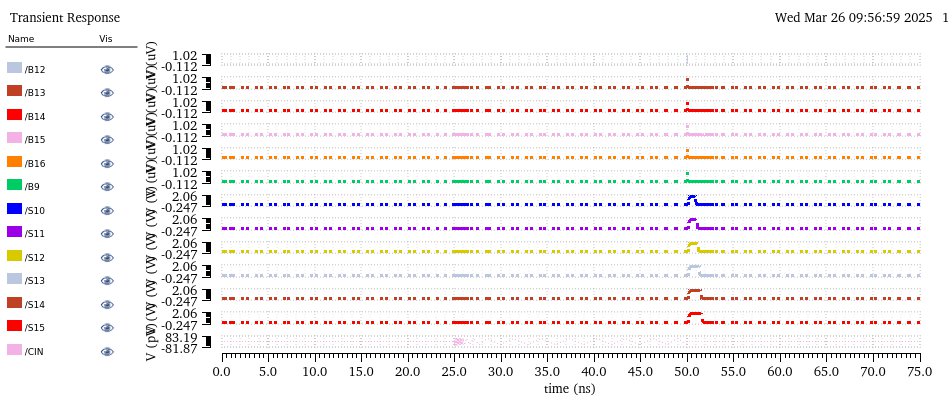 Transient Response
Wed Mar 26 09:56:59 2025 1
Name Vis
/B12
/B13
/B14
/B15
/B16
/B9
/S10
/S11
/S12
/S13
/S14
/S15
/CIN
1.02
-0.112
1.02
-0.112
1.02
-0.112
1.02
-0.112
1.02
-0.112
1.02
-0.112
2.06
-0.247
2.06
-0.247
2.06
-0.247
2.06
-0.247
2.06
-0.247
2.06
-0.247
83.19
-81.87
0.0 5.0 10.0 15.0 20.0 25.0 30.0 35.0 40.0 45.0 50.0 55.0 60.0 65.0 70.0 75.0
time (ns)